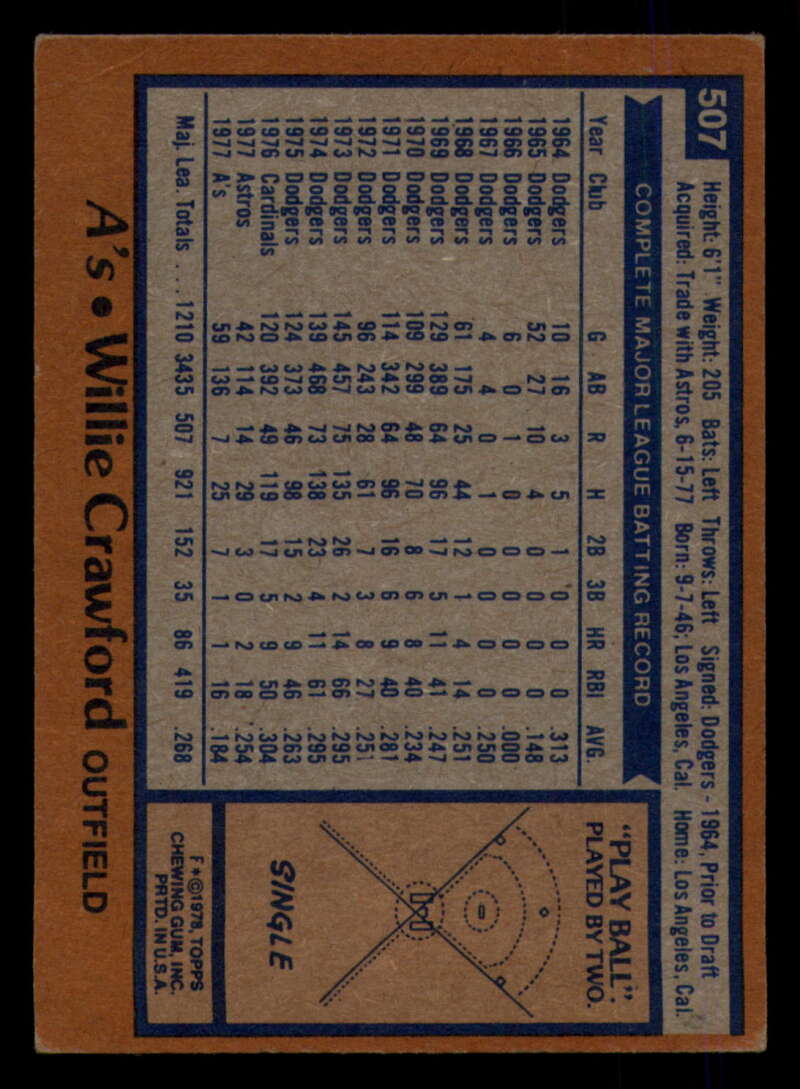 507
Height: 6'1" Weight: 205 Bats: Left Throws: Left Signed: Dodgers - 1964, Prior to Draft
Acquired: Trade with Astros, 6-15-77 Born: 9-7-46, Los Angeles, Cal. Home: Los Angeles, Cal.
COMPLETE MAJOR LEAGUE BATTING RECORD
Year Club G AB R H 2B 3B HR RBI AVG.
1964 Dodgers 10 16 3 5 1 0 0 0 .313
1965 Dodgers 52 27 10 4 0 0 0 0 .148
1966 Dodgers 6 0 1 0 0 0 0 0 .000
1967 Dodgers 4 4 0 1 0 0 0 0 .250
1968 Dodgers 61 175 25 44 12 1 4 14 .251
1969 Dodgers 129 389 64 96 17 5 11 41 .247
1970 Dodgers 109 299 48 70 8 6 8 40 .234
1971 Dodgers 114 342 64 96 16 6 9 40 .281
1972 Dodgers 96 243 28 61 7 3 8 27 .251
1973 Dodgers 145 457 75 135 26 2 14 66 .295
1974 Dodgers 139 468 73 138 23 4 11 61 .295
1975 Dodgers 124 373 46 98 15 2 9 46 .263
1976 Cardinals 120 392 49 119 17 5 9 50 .304
1977 Astros 42 114 14 29 3 0 2 18 .254
1977 A's 59 136 7 25 7 1 1 16 .184
Maj. Lea. Totals .... 1210 3435 507 921 152 35 86 419 .268
"PLAY BALL".
PLAYED BY TWO.
SINGLE
F*©1978, TOPPS
CHEWING GUM, INC.
PRTD. IN U.S.A.
A's • Willie Crawford OUTFIELD